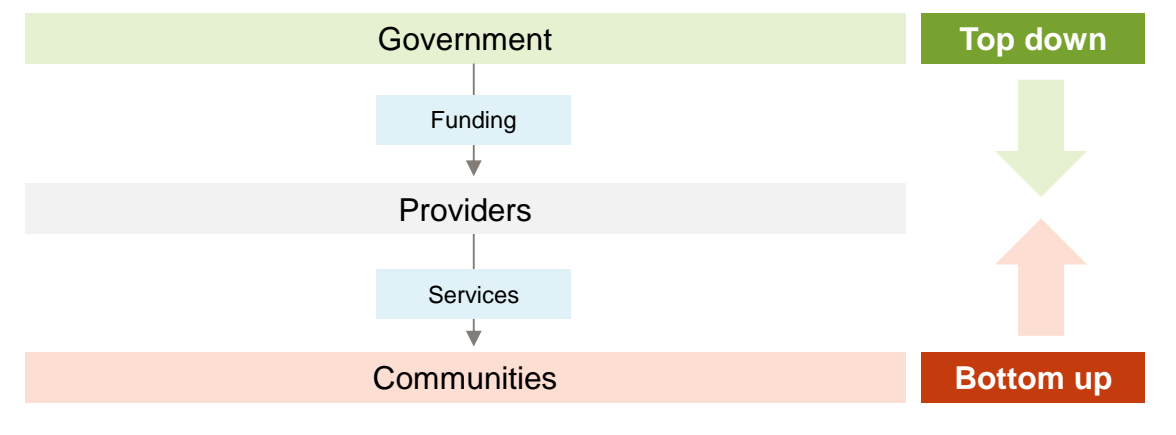 Government
Top down
Funding
Providers
Services
Communities
Bottom up